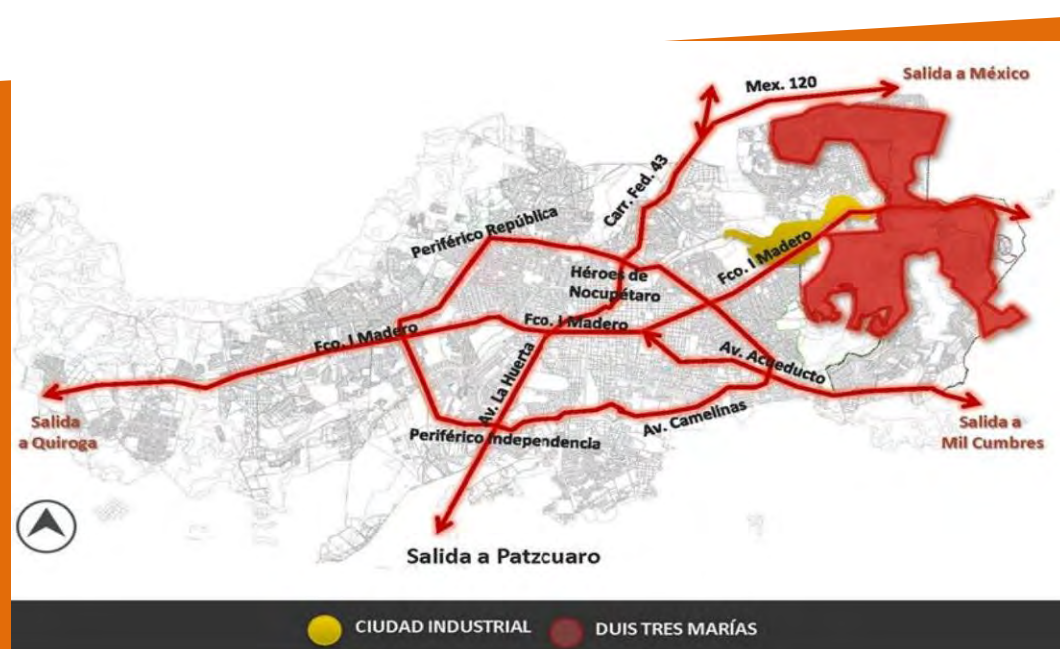 Mex. 120
Salida a México
Carr. Fed. 43
Periférico República
Héroes de
Nocupétaro
Fco. I Madero
Fco. I Madero
Fco. I Madero
Av. La Huerta
Av. Acueducto
Salida
a Quiroga
Av. Camelinas
Periférico Independencia
Salida a
Mil Cumbres
Salida a Patzcuaro
CIUDAD INDUSTRIAL
DUIS TRES MARÍAS